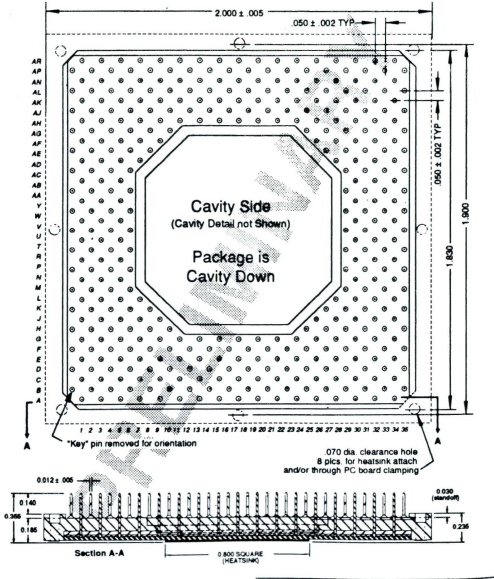 2.000 ± .005
.050 ± .002 TYP
AR
AP
AN
AL
AK
AJ
AH
AG
AF
AE
AD
AC
AB
AA
Y
W
V
U
T
R
P
N
M
L
K
J
H
G
F
E
D
C
B
A
.050 ± .002 TYP
1.830
1.900
Cavity Side
(Cavity Detail not Shown)
Package is
Cavity Down
PRELIMINARY
1 2 3 4 5 6 7 8 9 10 11 12 13 14 15 16 17 18 19 20 21 22 23 24 25 26 27 28 29 30 31 32 33 34 35
A
A
"Key" pin removed for orientation
.070 dia. clearance hole
8 plcs. for heatsink attach
and/or through PC board clamping
0.012 ± .005
0.140
0.366
0.185
0.030
(standoff)
0.235
Section A-A
0.800 SQUARE
(HEATSINK)